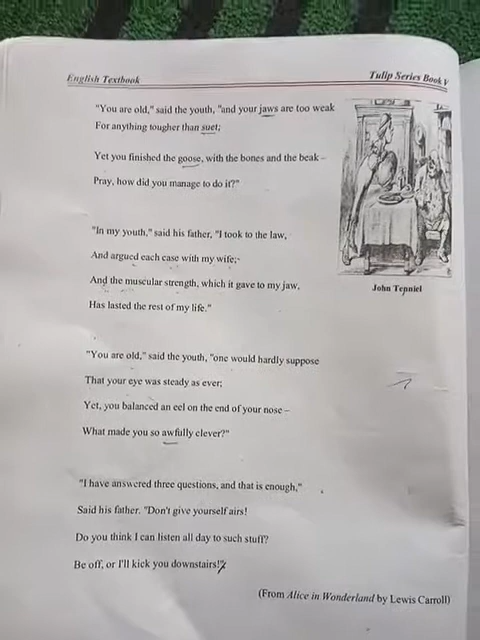 English Textbook
Tulip Series Book V
"You are old," said the youth, "and your jaws are too weak
For anything tougher than suet;
Yet you finished the goose, with the bones and the beak –
Pray, how did you manage to do it?"
"In my youth," said his father, "I took to the law,
And argued each case with my wife;
And the muscular strength, which it gave to my jaw,
Has lasted the rest of my life."
John Tenniel
"You are old," said the youth, "one would hardly suppose
That your eye was steady as ever;
Yet, you balanced an eel on the end of your nose –
What made you so awfully clever?"
"I have answered three questions, and that is enough,"
Said his father. "Don't give yourself airs!
Do you think I can listen all day to such stuff?
Be off, or I'll kick you downstairs!"
(From Alice in Wonderland by Lewis Carroll)